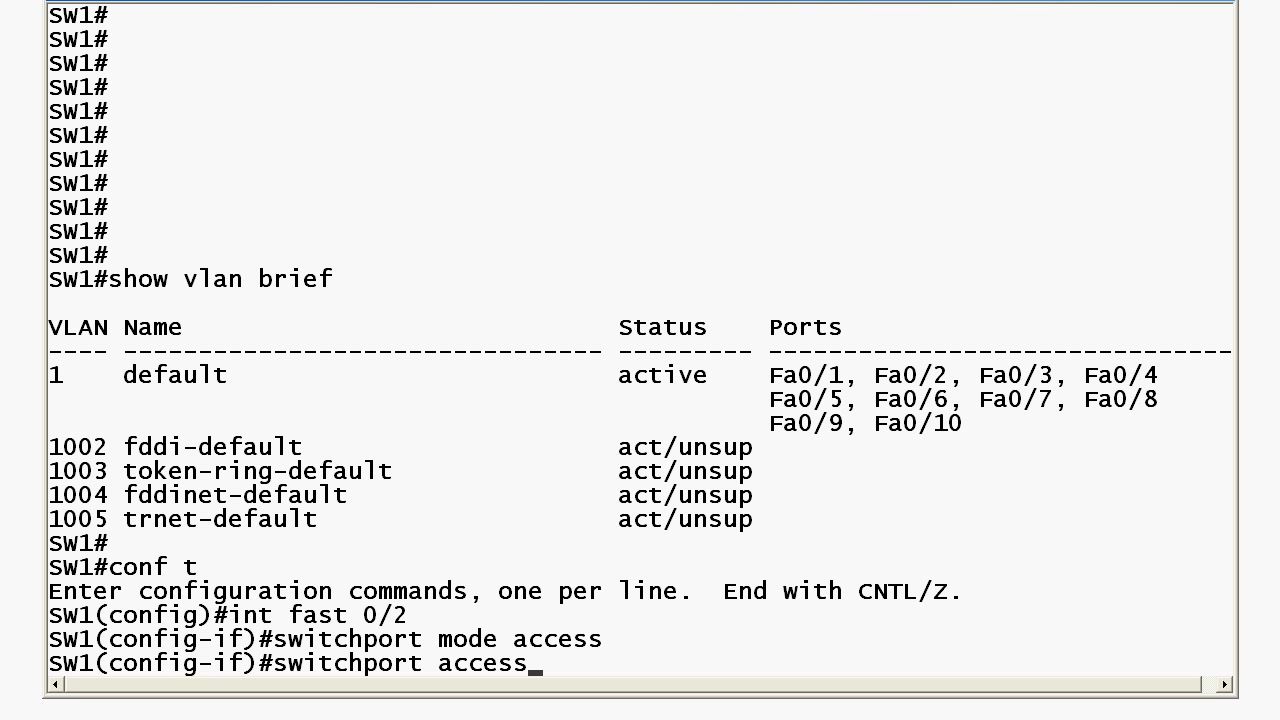 SW1#
SW1#
SW1#
SW1#
SW1#
SW1#
SW1#
SW1#
SW1#
SW1#
SW1#
SW1#show vlan brief
VLAN Name                             Status    Ports
---- -------------------------------- --------- -------------------------------
1    default                          active    Fa0/1, Fa0/2, Fa0/3, Fa0/4
                                                Fa0/5, Fa0/6, Fa0/7, Fa0/8
                                                Fa0/9, Fa0/10
1002 fddi-default                     act/unsup
1003 token-ring-default               act/unsup
1004 fddinet-default                  act/unsup
1005 trnet-default                    act/unsup
SW1#
SW1#conf t
Enter configuration commands, one per line.  End with CNTL/Z.
SW1(config)#int fast 0/2
SW1(config-if)#switchport mode access
SW1(config-if)#switchport access